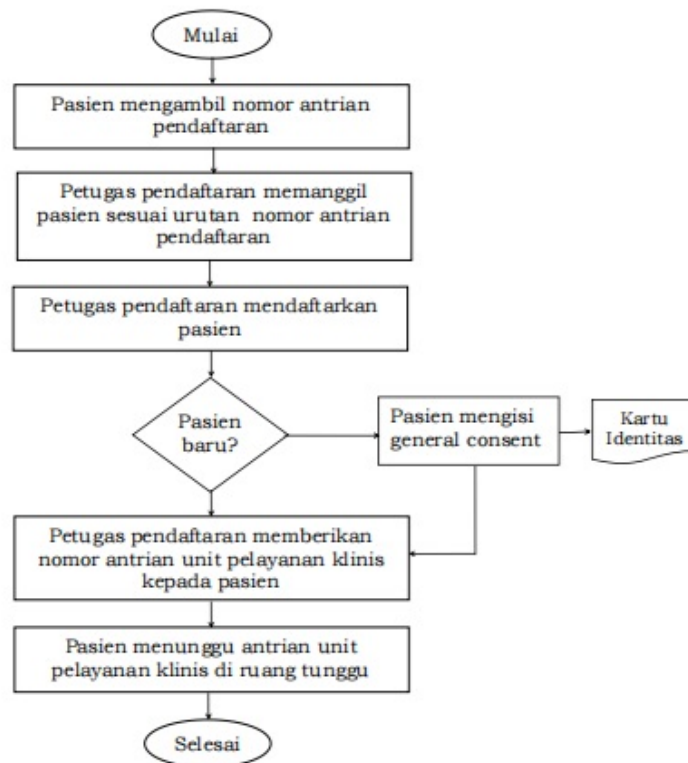 Mulai
Pasien mengambil nomor antrian
pendaftaran
Petugas pendaftaran memanggil
pasien sesuai urutan nomor antrian
pendaftaran
Petugas pendaftaran mendaftarkan
pasien
Pasien
baru?
Pasien mengisi
general consent
Kartu
Identitas
Petugas pendaftaran memberikan
nomor antrian unit pelayanan klinis
kepada pasien
Pasien menunggu antrian unit
pelayanan klinis di ruang tunggu
Selesai